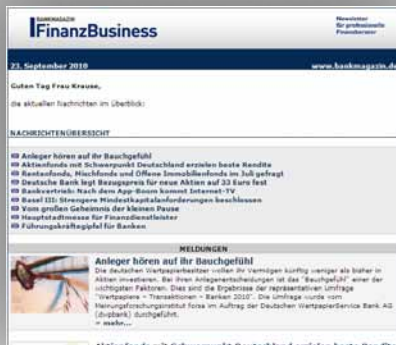 BANKMAGAZIN
FinanzBusiness
Newsletter
für professionelle
Finanzberater
23. September 2010
www.bankmagazin.de
Guten Tag Frau Krause,
die aktuellen Nachrichten im Überblick:
NACHRICHTENÜBERSICHT
Anleger hören auf ihr Bauchgefühl
Aktienfonds mit Schwerpunkt Deutschland erzielen beste Rendite
Rentenfonds, Mischfonds und Offene Immobilienfonds im Juli gefragt
Deutsche Bank legt Bezugspreis für neue Aktien auf 33 Euro fest
Bankvertrieb: Nach dem App-Boom kommt Internet-TV
Basel III: Strengere Mindestkapitalanforderungen beschlossen
Vom großen Geheimnis der kleinen Pause
Hauptstadtmesse für Finanzdienstleister
Führungskräftegipfel für Banken
MELDUNGEN
Anleger hören auf ihr Bauchgefühl
Die deutschen Wertpapierbesitzer wollen ihr Vermögen künftig weniger als bisher in
Aktien investieren. Bei ihren Anlageentscheidungen ist das "Bauchgefühl" einer der
wichtigsten Faktoren. Dies sind die Ergebnisse der repräsentativen Umfrage
"Wertpapiere – Transaktionen – Banken 2010". Die Umfrage wurde vom
Meinungsforschungsinstitut forsa im Auftrag der Deutschen WertpapierService Bank AG
(dwpbank) durchgeführt.
» mehr...